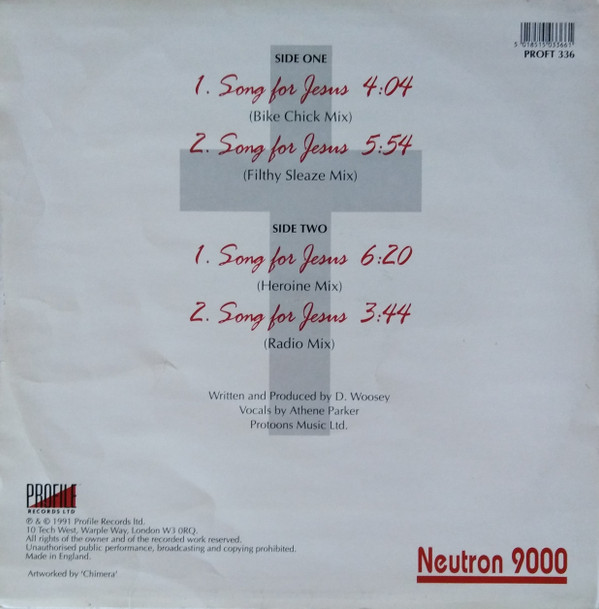 5 018515 033661
PROFT 336
SIDE ONE
1. Song for Jesus 4:04
(Bike Chick Mix)
2. Song for Jesus 5:54
(Filthy Sleaze Mix)
SIDE TWO
1. Song for Jesus 6:20
(Heroine Mix)
2. Song for Jesus 3:44
(Radio Mix)
Written and Produced by D. Woosey
Vocals by Athene Parker
Protoons Music Ltd.
PROFILE
RECORDS LTD
℗ & © 1991 Profile Records ltd.
10 Tech West, Warple Way, London W3 0RQ.
All rights of the owner and of the recorded work reserved.
Unauthorised public performance, broadcasting and copying prohibited.
Made in England.
Artworked by 'Chimera'
Neutron 9000